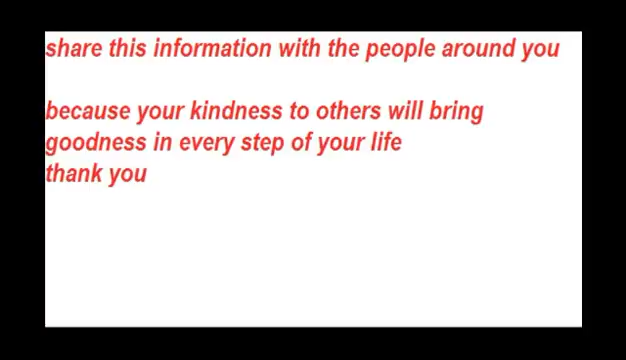 share this information with the people around you
because your kindness to others will bring
goodness in every step of your life
thank you